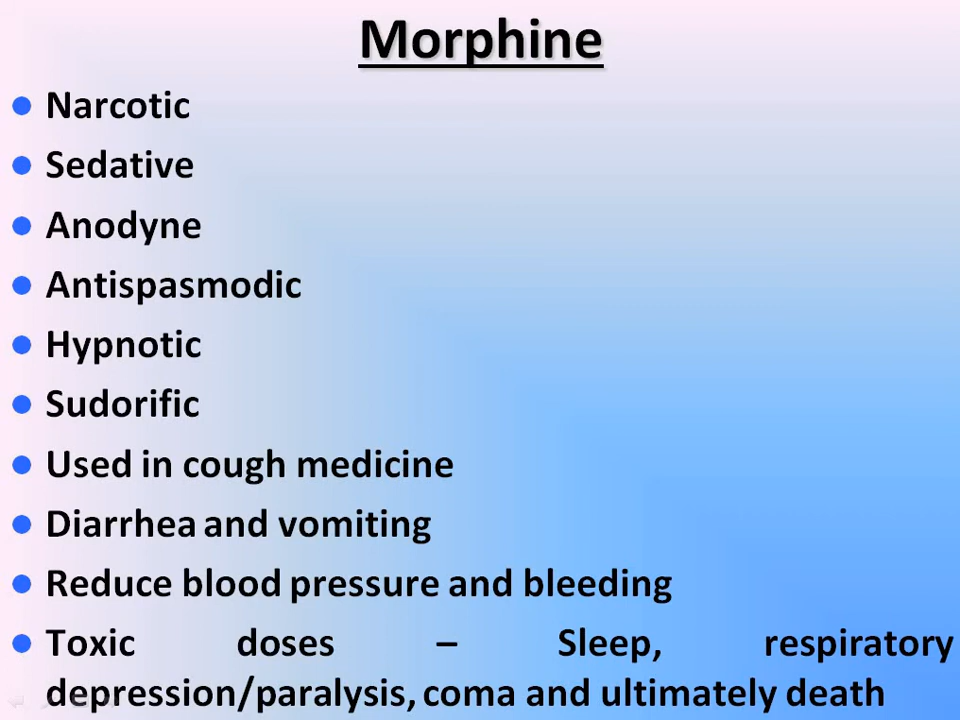 Morphine
Narcotic
Sedative
Anodyne
Antispasmodic
Hypnotic
Sudorific
Used in cough medicine
Diarrhea and vomiting
Reduce blood pressure and bleeding
Toxic doses – Sleep, respiratory
depression/paralysis, coma and ultimately death